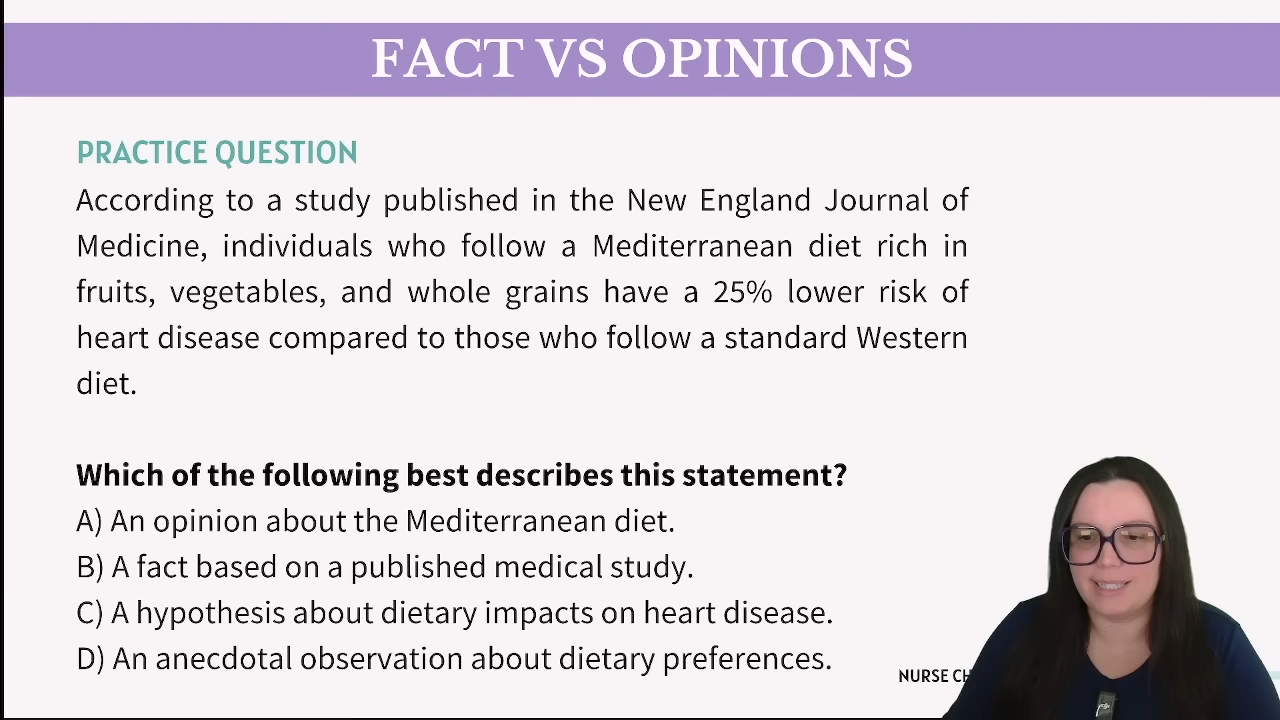 FACT VS OPINIONS
PRACTICE QUESTION
According to a study published in the New England Journal of
Medicine, individuals who follow a Mediterranean diet rich in
fruits, vegetables, and whole grains have a 25% lower risk of
heart disease compared to those who follow a standard Western
diet.
Which of the following best describes this statement?
A) An opinion about the Mediterranean diet.
B) A fact based on a published medical study.
C) A hypothesis about dietary impacts on heart disease.
D) An anecdotal observation about dietary preferences.
NURSE